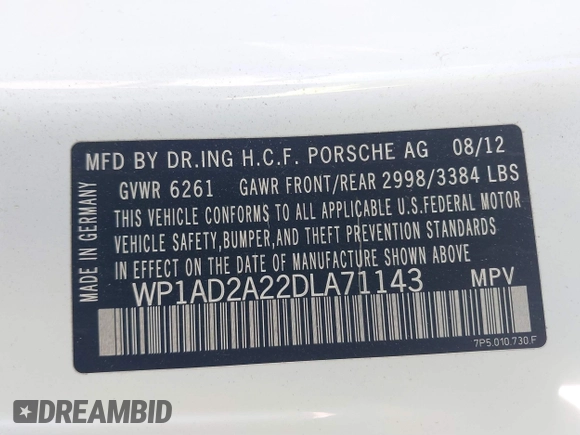 MFD BY DR.ING H.C.F. PORSCHE AG 08/12
GVWR 6261 GAWR FRONT/REAR 2998/3384 LBS
THIS VEHICLE CONFORMS TO ALL APPLICABLE U.S.FEDERAL MOTOR
VEHICLE SAFETY,BUMPER,AND THEFT PREVENTION STANDARDS
IN EFFECT ON THE DATE OF MANUFACTURE SHOWN ABOVE.
WP1AD2A22DLA71143 MPV
MADE IN GERMANY
7P5.010.730.F
DREAMBID